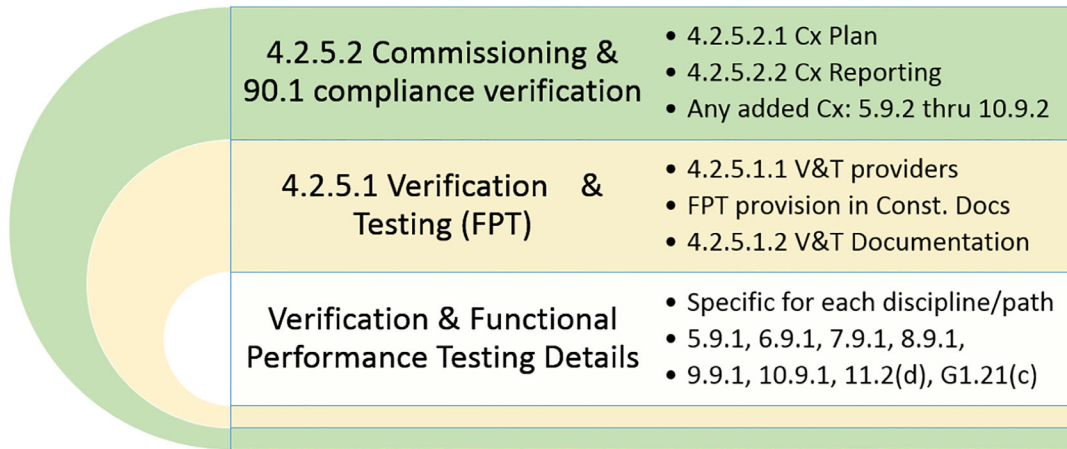 4.2.5.2 Commissioning &
90.1 compliance verification
• 4.2.5.2.1 Cx Plan
• 4.2.5.2.2 Cx Reporting
• Any added Cx: 5.9.2 thru 10.9.2
4.2.5.1 Verification &
Testing (FPT)
• 4.2.5.1.1 V&T providers
• FPT provision in Const. Docs
• 4.2.5.1.2 V&T Documentation
Verification & Functional
Performance Testing Details
• Specific for each discipline/path
• 5.9.1, 6.9.1, 7.9.1, 8.9.1,
• 9.9.1, 10.9.1, 11.2(d), G1.21(c)